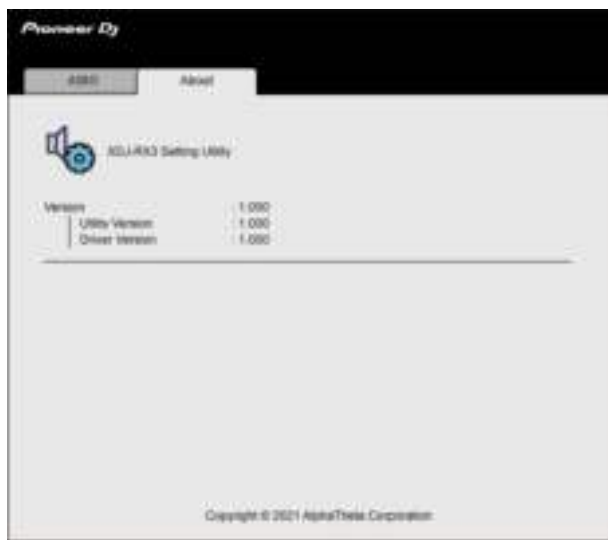 Pioneer Dj
ASIO
About
XDJ-RX3 Setting Utility
Version : 1.000
Utility Version : 1.000
Driver Version : 1.000
Copyright © 2021 AlphaTheta Corporation